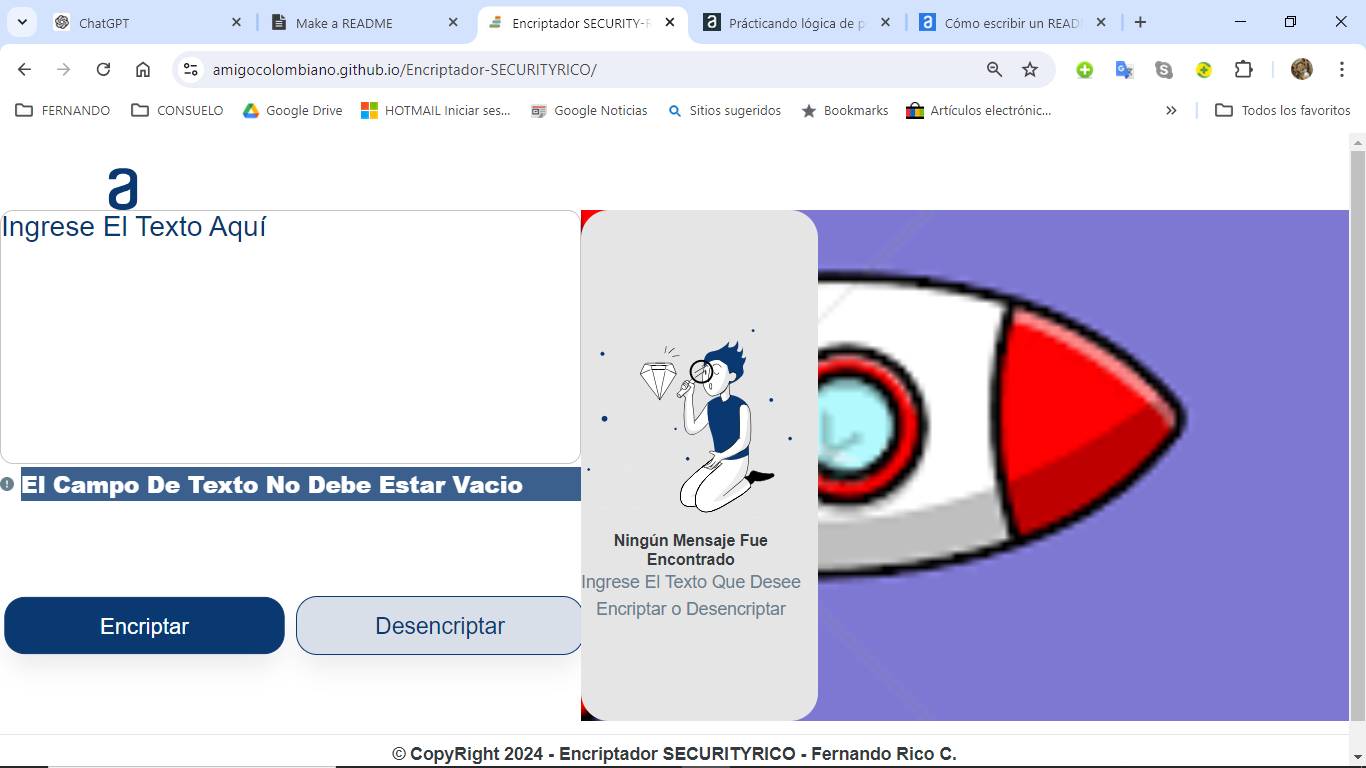 ChatGPT
Make a README
Encriptador SECURITY-R
Prácticando lógica de p
Cómo escribir un READ
amigocolombiano.github.io/Encriptador-SECURITYRICO/
FERNANDO
CONSUELO
Google Drive
HOTMAIL Iniciar ses...
Google Noticias
Sitios sugeridos
Bookmarks
Artículos electrónic...
»
Todos los favoritos
a
Ingrese El Texto Aquí
El Campo De Texto No Debe Estar Vacio
Encriptar
Desencriptar
Ningún Mensaje Fue
Encontrado
Ingrese El Texto Que Desee
Encriptar o Desencriptar
© CopyRight 2024 - Encriptador SECURITYRICO - Fernando Rico C.